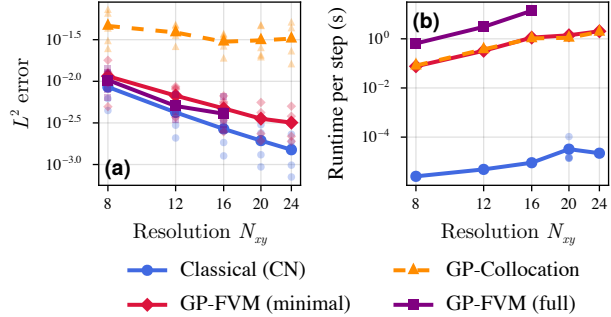 (a)
L² error
10^−1.5
10^−2.0
10^−2.5
10^−3.0
8 12 16 20 24
Resolution N_xy
(b)
Runtime per step (s)
10^0
10^−2
10^−4
8 12 16 20 24
Resolution N_xy
Classical (CN)
GP-Collocation
GP-FVM (minimal)
GP-FVM (full)